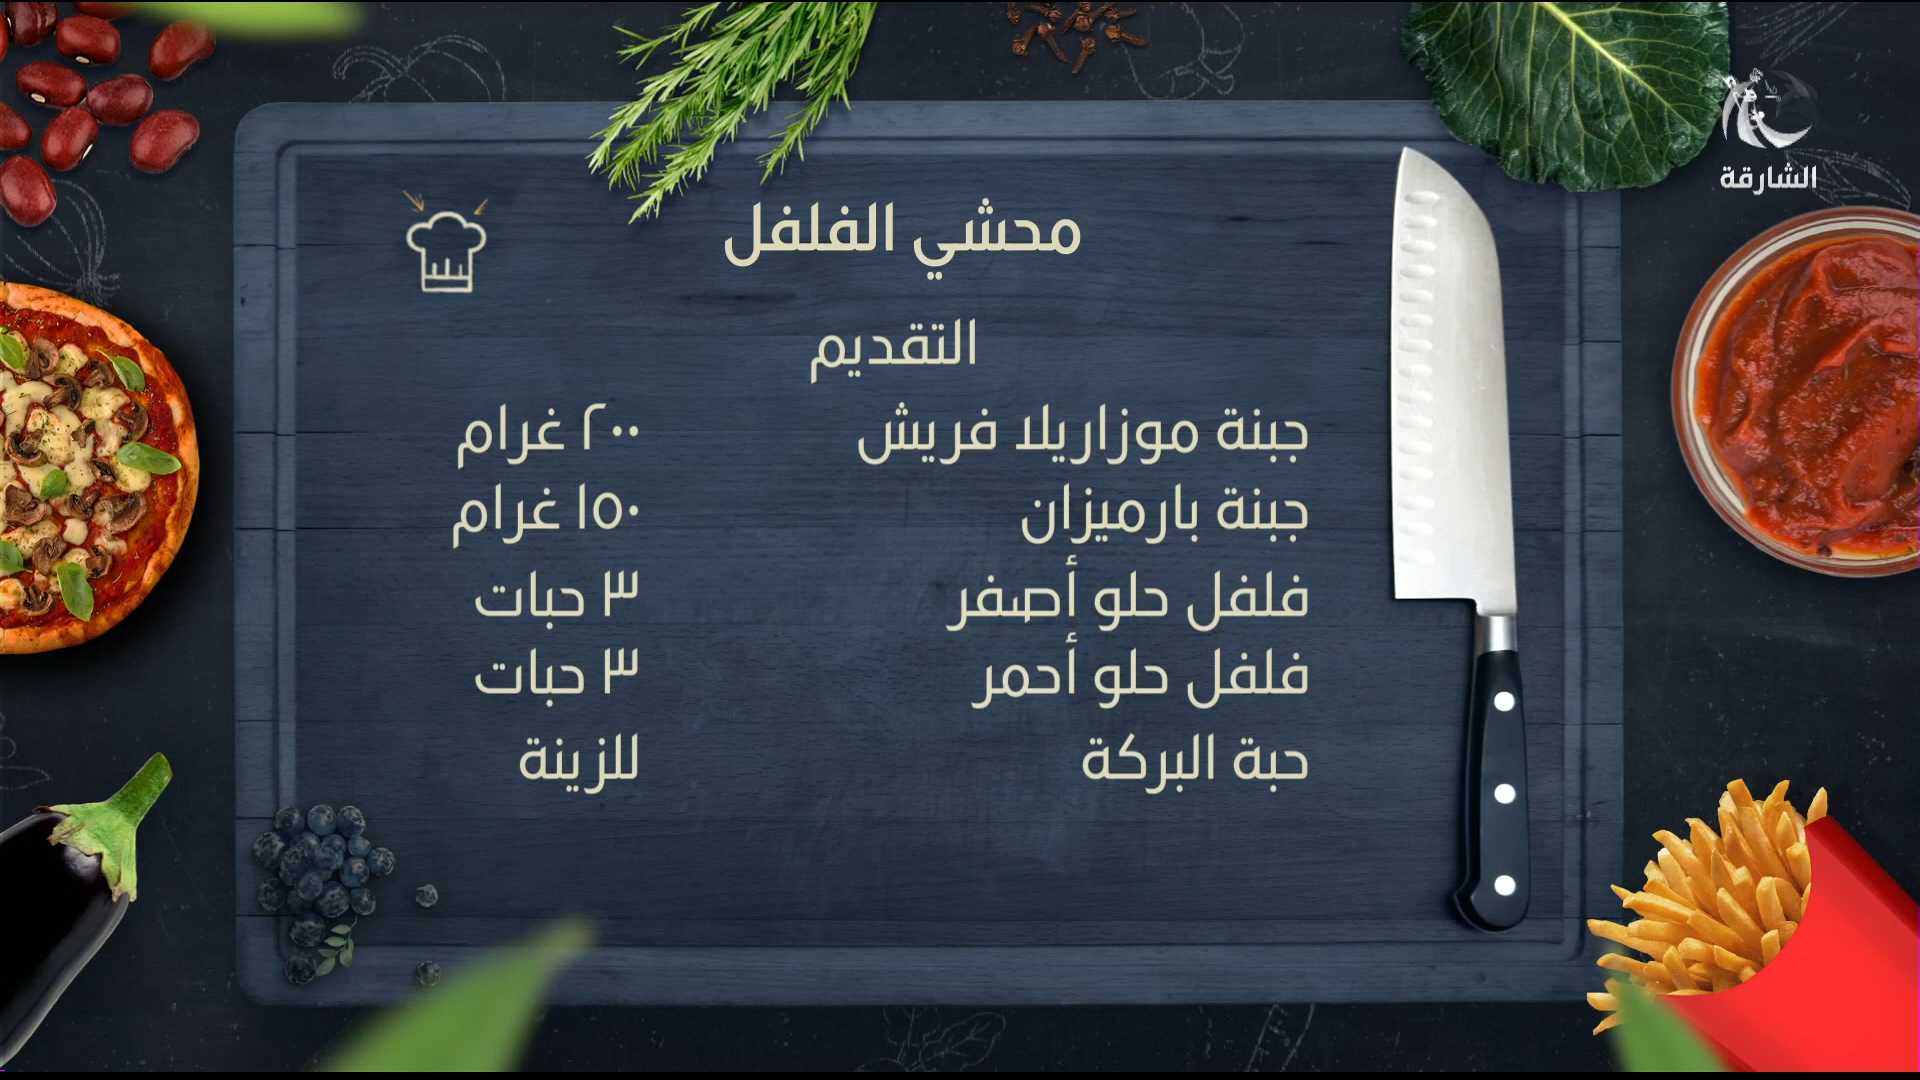 الشارقة
محشي الفلفل
التقديم
جبنة موزاريلا فريش ٢٠٠ غرام
جبنة بارميزان ١٥٠ غرام
فلفل حلو أصفر ٣ حبات
فلفل حلو أحمر ٣ حبات
حبة البركة للزينة